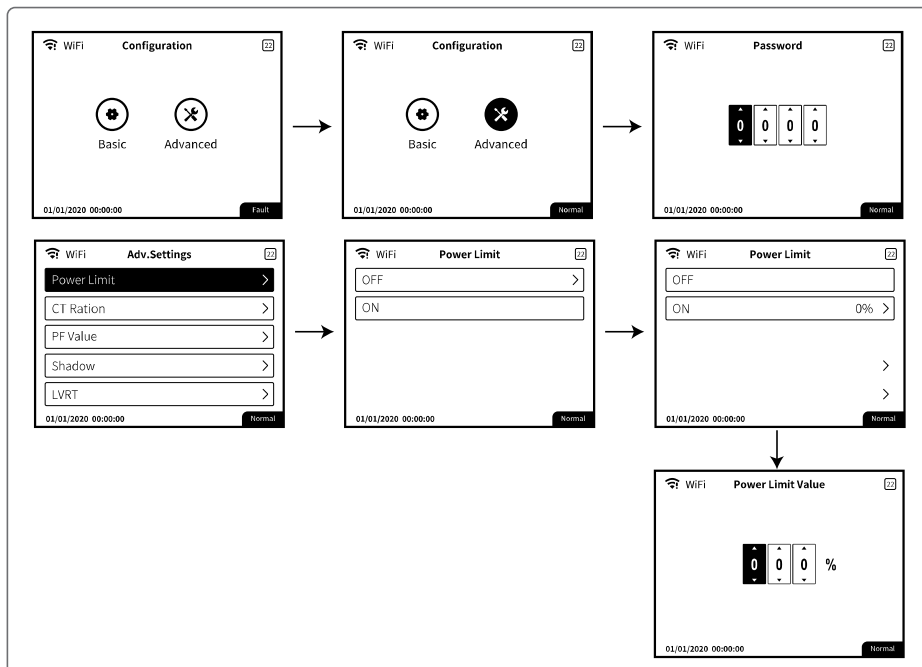 WiFi Configuration 22
Basic Advanced
01/01/2020 00:00:00 Fault
WiFi Configuration 22
Basic Advanced
01/01/2020 00:00:00 Normal
WiFi Password 22
0 0 0 0
01/01/2020 00:00:00 Normal
WiFi Adv.Settings 22
Power Limit >
CT Ration >
PF Value >
Shadow >
LVRT >
01/01/2020 00:00:00 Normal
WiFi Power Limit 22
OFF >
ON
01/01/2020 00:00:00 Normal
WiFi Power Limit 22
OFF
ON 0% >
>
>
01/01/2020 00:00:00 Normal
WiFi Power Limit Value 22
0 0 0 %
01/01/2020 00:00:00 Normal